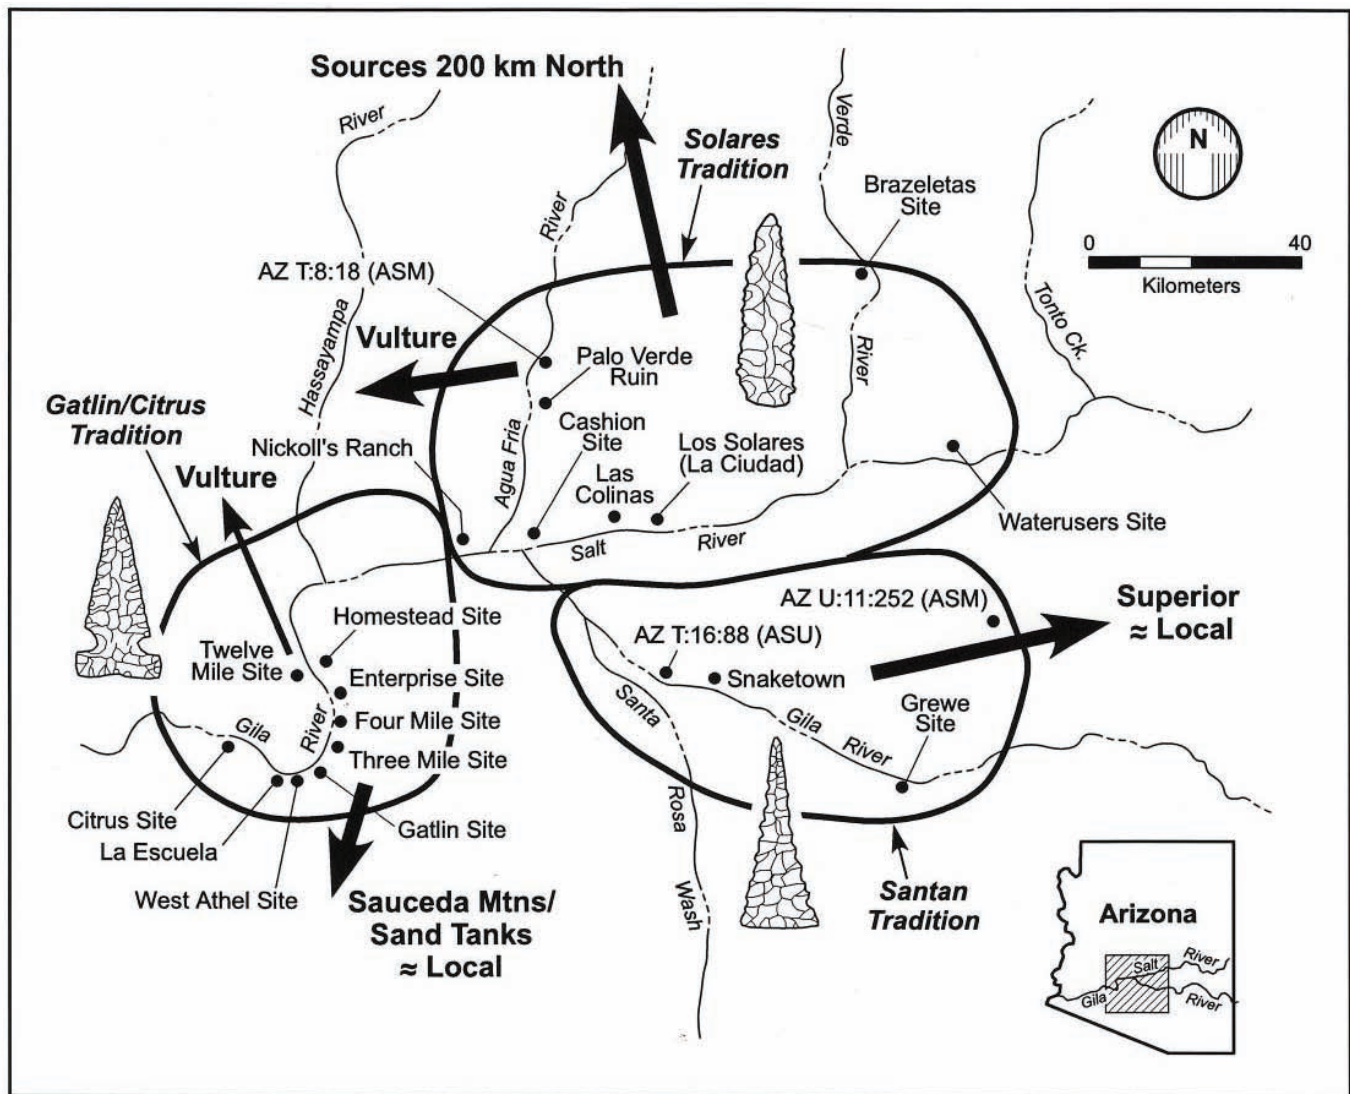 Sources 200 km North
River
Solares
Tradition
Verde
Brazeletas
Site
N
0
40
Kilometers
River
AZ T:8:18 (ASM)
Hassayampa
Vulture
Palo Verde
Ruin
River
Tonto Ck.
Gatlin/Citrus
Tradition
Nickoll's Ranch
Agua Fria
Cashion
Site
Las
Colinas
Los Solares
(La Ciudad)
Vulture
Salt
River
Waterusers Site
Homestead Site
Twelve
Mile Site
Enterprise Site
Four Mile Site
Three Mile Site
Gila
River
Citrus Site
La Escuela
West Athel Site
Gatlin Site
Sauceda Mtns/
Sand Tanks
≈ Local
AZ U:11:252 (ASM)
AZ T:16:88 (ASU)
Snaketown
Superior
≈ Local
Santa
Rosa
Wash
Gila
River
Grewe
Site
Santan
Tradition
Arizona
Salt
River
Gila
River